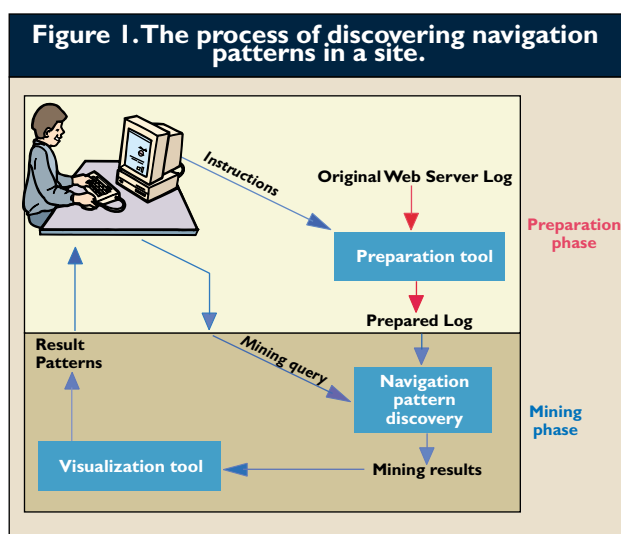 Figure 1. The process of discovering navigation
patterns in a site.
Instructions
Original Web Server Log
Preparation
phase
Preparation tool
Prepared Log
Result
Patterns
Mining query
Navigation
pattern
discovery
Mining
phase
Visualization tool
Mining results